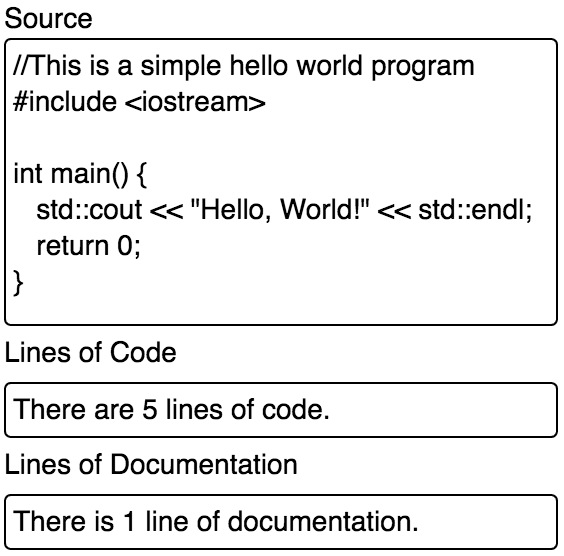 Source
//This is a simple hello world program
#include <iostream>
int main() {
std::cout << "Hello, World!" << std::endl;
return 0;
}
Lines of Code
There are 5 lines of code.
Lines of Documentation
There is 1 line of documentation.